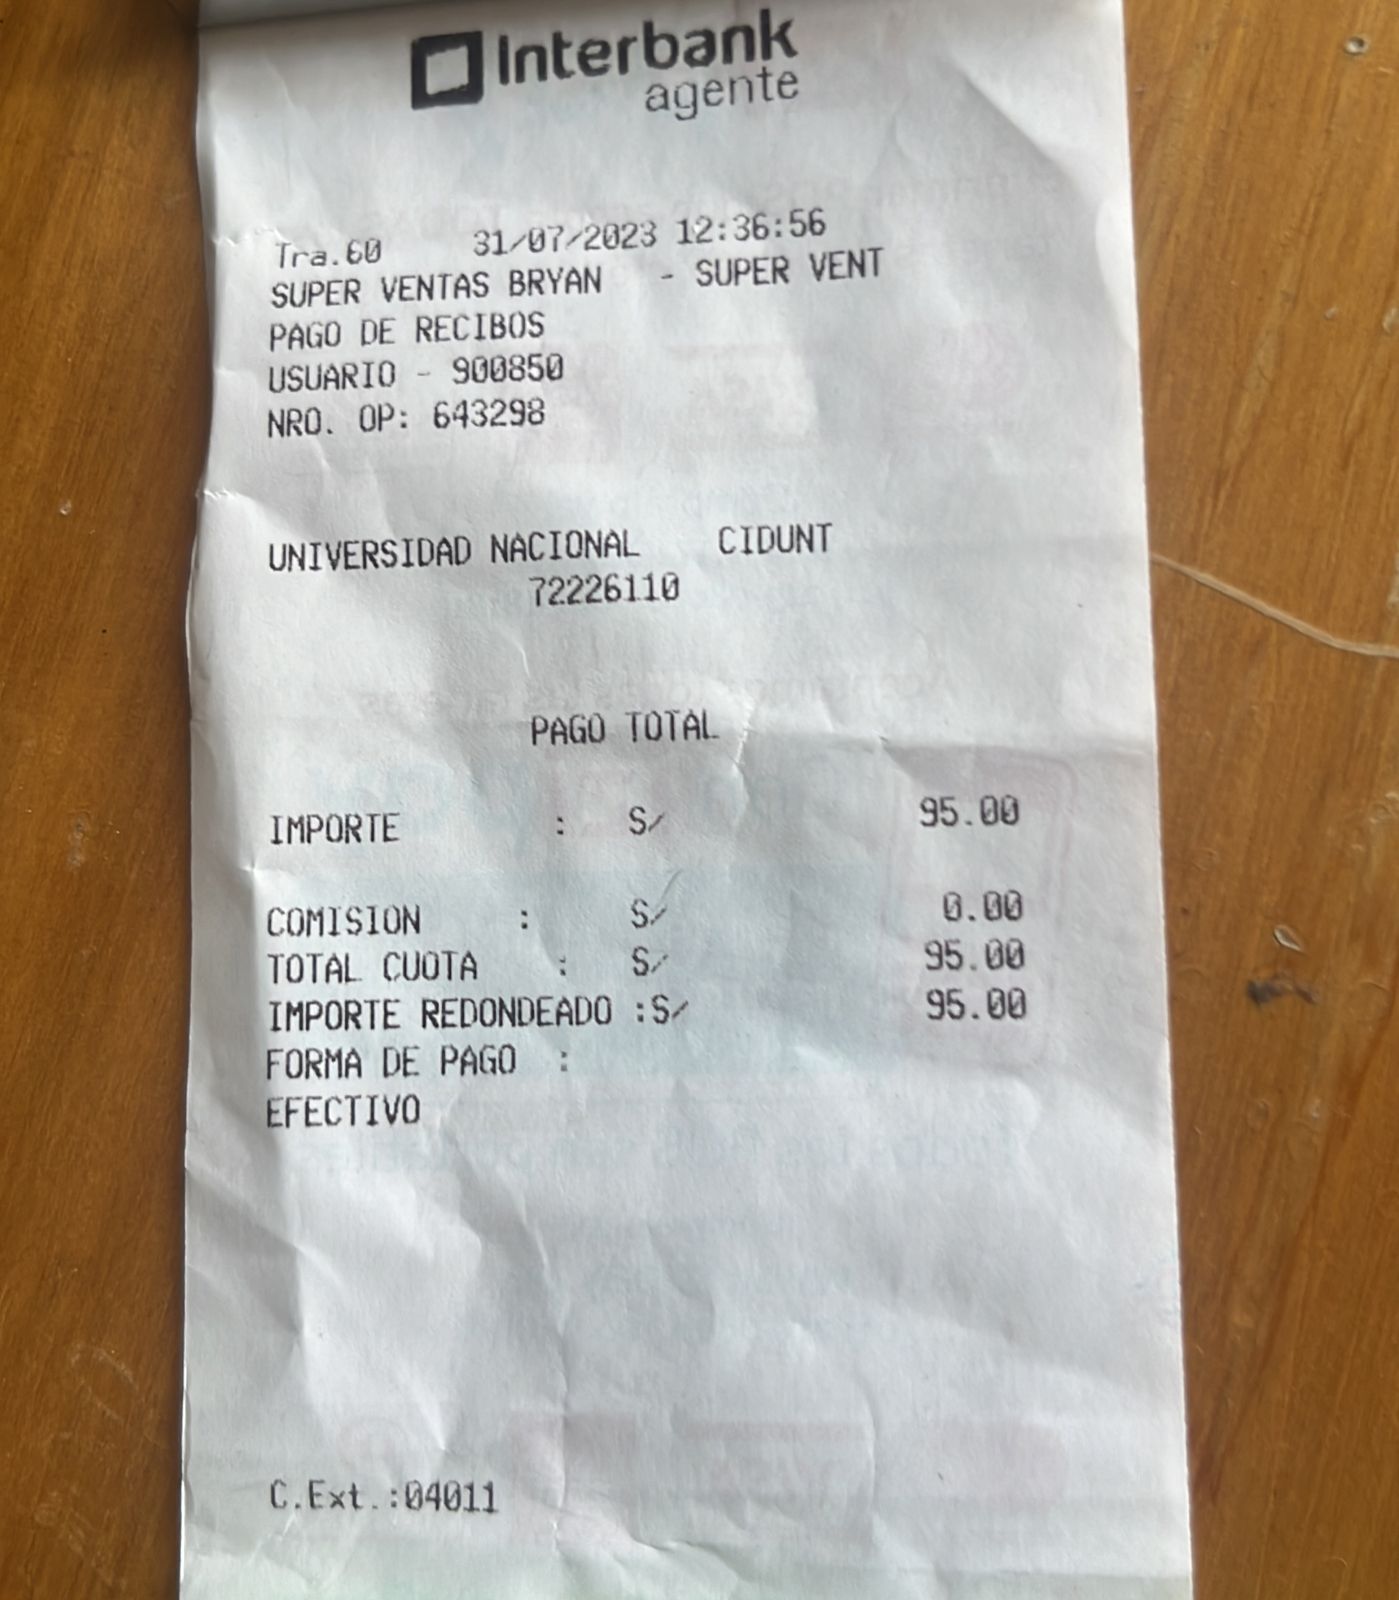 Interbank
agente
Tra.60 31/07/2023 12:36:56
SUPER VENTAS BRYAN - SUPER VENT
PAGO DE RECIBOS
USUARIO - 900850
NRO. OP: 643298
UNIVERSIDAD NACIONAL CIDUNT
72226110
PAGO TOTAL
IMPORTE : S/ 95.00
COMISION : S/ 0.00
TOTAL CUOTA : S/ 95.00
IMPORTE REDONDEADO :S/ 95.00
FORMA DE PAGO :
EFECTIVO
C.Ext.:04011